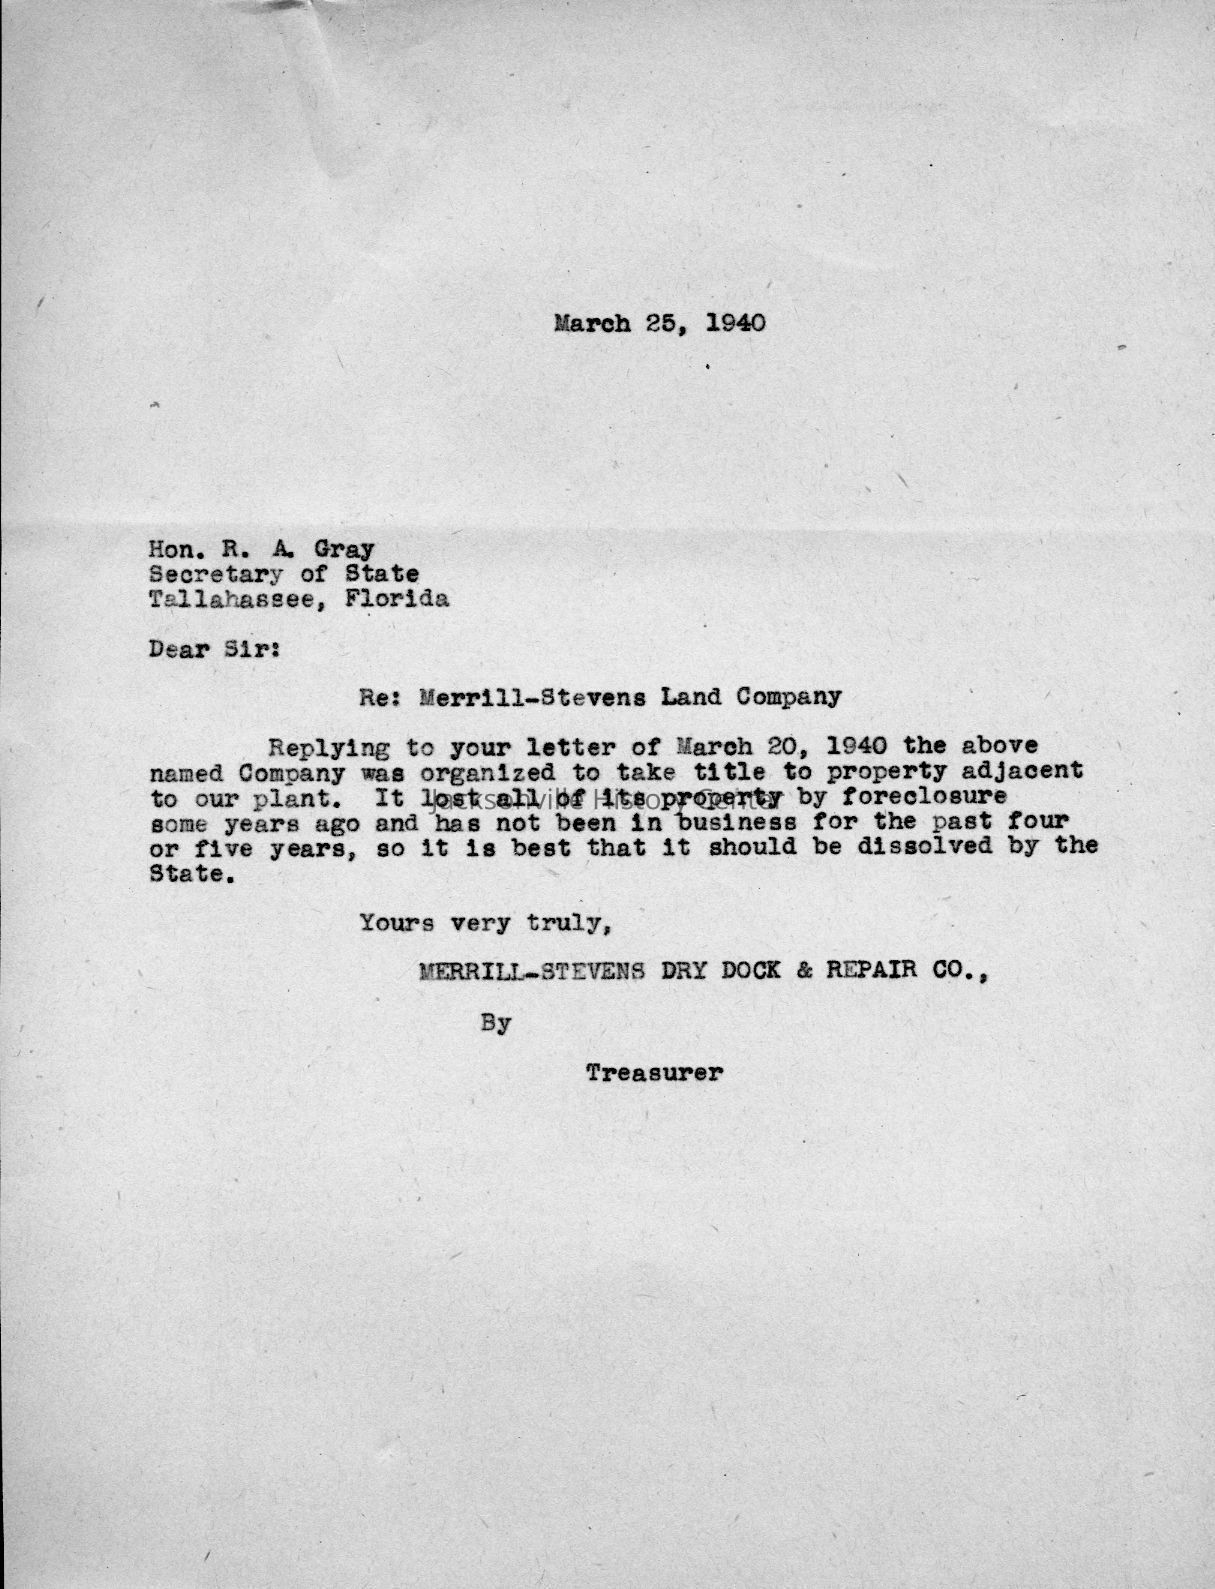 March 25, 1940
Hon. R. A. Gray
Secretary of State
Tallahassee, Florida
Dear Sir:
Re: Merrill-Stevens Land Company
Replying to your letter of March 20, 1940 the above
named Company was organized to take title to property adjacent
to our plant. It lost all of its property by foreclosure
Jacksonville History Center
some years ago and has not been in business for the past four
or five years, so it is best that it should be dissolved by the
State.
Yours very truly,
MERRILL-STEVENS DRY DOCK & REPAIR CO.,
By
Treasurer